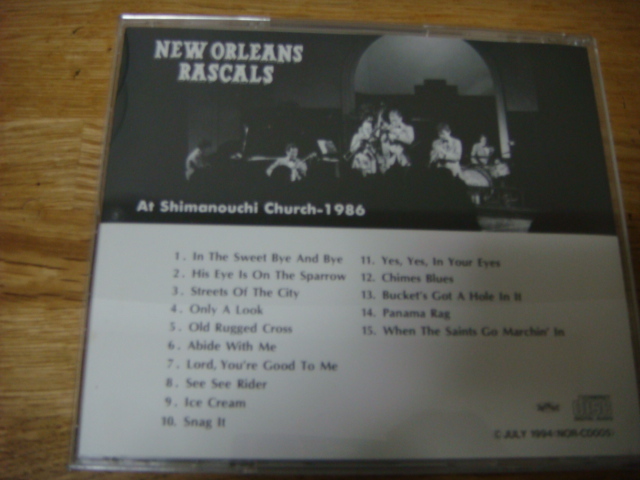 NEW ORLEANS
RASCALS
At Shimanouchi Church-1986
1. In The Sweet Bye And Bye
2. His Eye Is On The Sparrow
3. Streets Of The City
4. Only A Look
5. Old Rugged Cross
6. Abide With Me
7. Lord, You're Good To Me
8. See See Rider
9. Ice Cream
10. Snag It
11. Yes, Yes, In Your Eyes
12. Chimes Blues
13. Bucket's Got A Hole In It
14. Panama Rag
15. When The Saints Go Marchin' In
C-JULY 1994